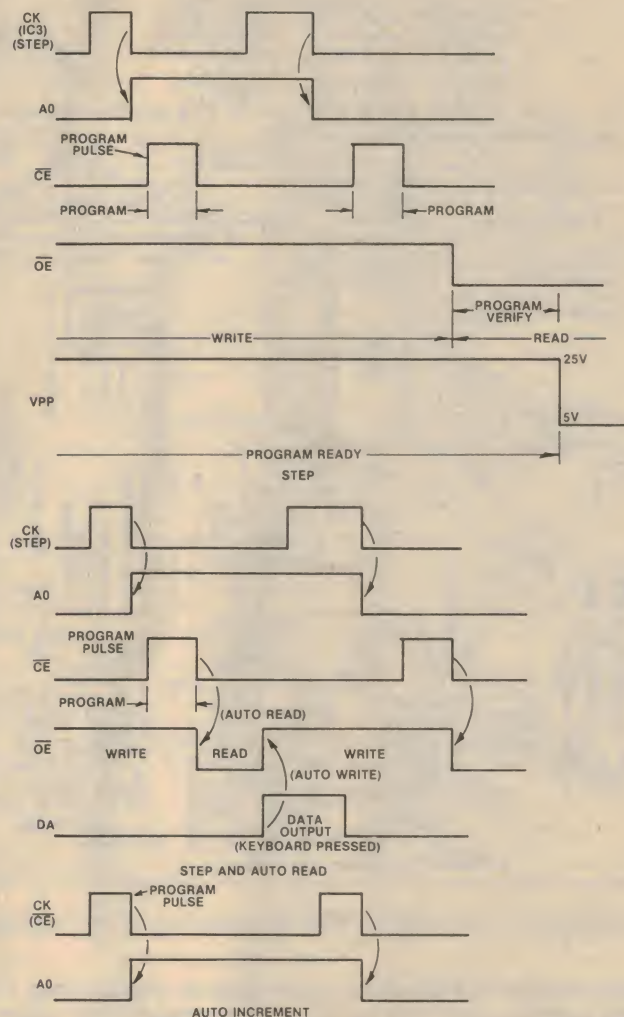 CK
(IC3)
(STEP)
A0
PROGRAM
PULSE
CE
PROGRAM
PROGRAM
OE
PROGRAM
VERIFY
WRITE
READ
25V
VPP
5V
PROGRAM READY
STEP
CK
(STEP)
A0
PROGRAM
PULSE
CE
PROGRAM
(AUTO READ)
OE
WRITE
READ
WRITE
(AUTO WRITE)
DA
DATA
OUTPUT
(KEYBOARD PRESSED)
STEP AND AUTO READ
PROGRAM
PULSE
CK
(CE)
A0
AUTO INCREMENT